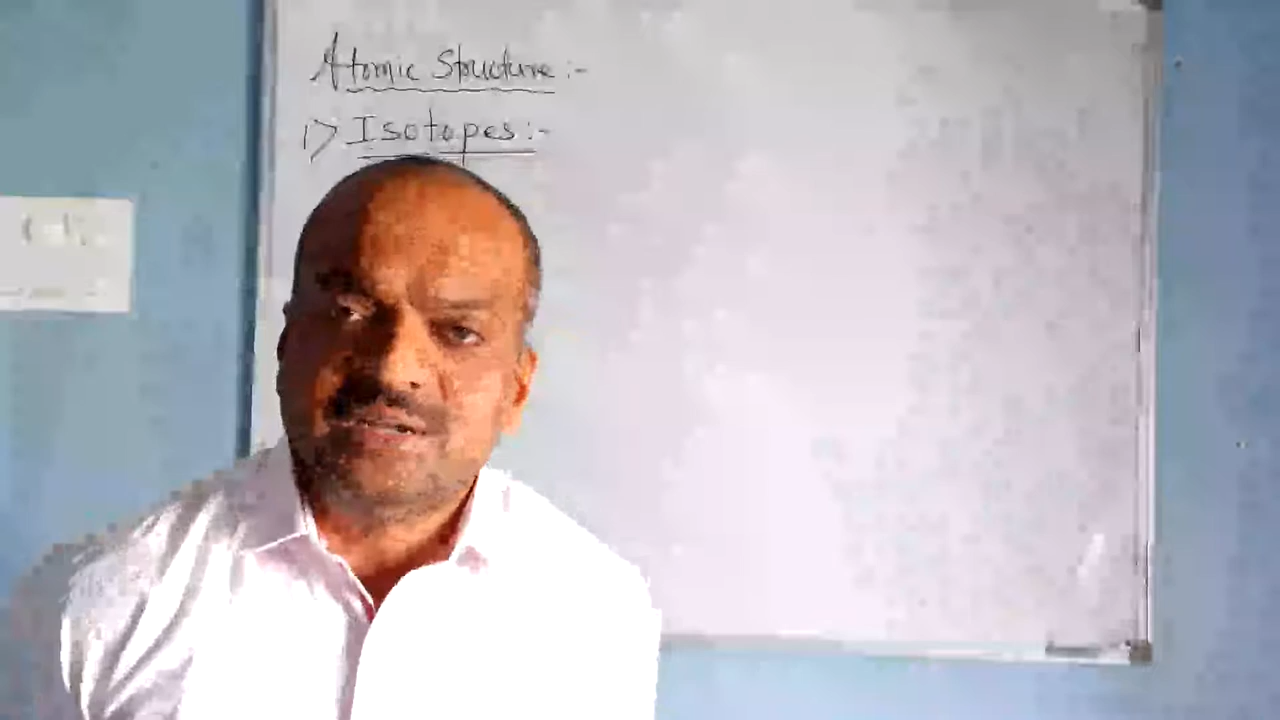 Atomic Structure :-
1) Isotopes :-